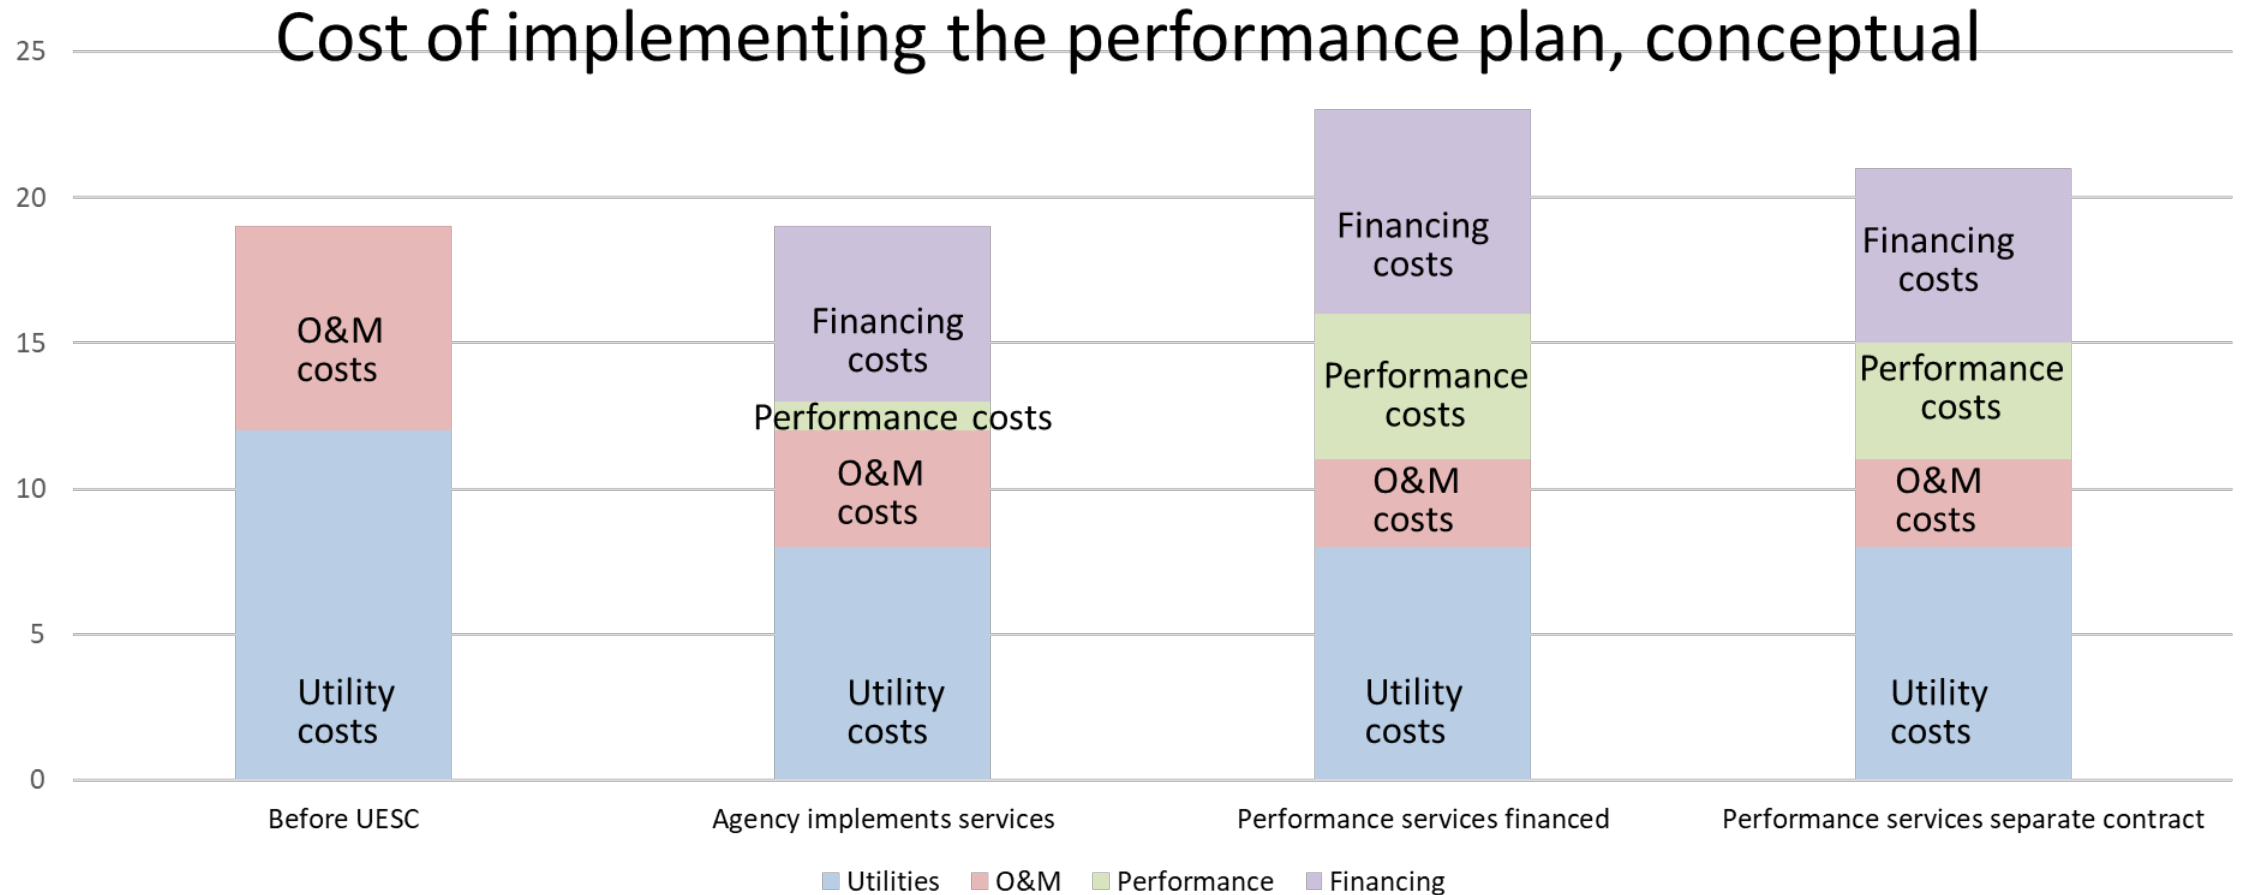 Cost of implementing the performance plan, conceptual
25
20
15
10
5
0
O&M
costs
Utility
costs
Financing
costs
Performance costs
O&M
costs
Utility
costs
Financing
costs
Performance
costs
O&M
costs
Utility
costs
Financing
costs
Performance
costs
O&M
costs
Utility
costs
Before UESC
Agency implements services
Performance services financed
Performance services separate contract
Utilities
O&M
Performance
Financing